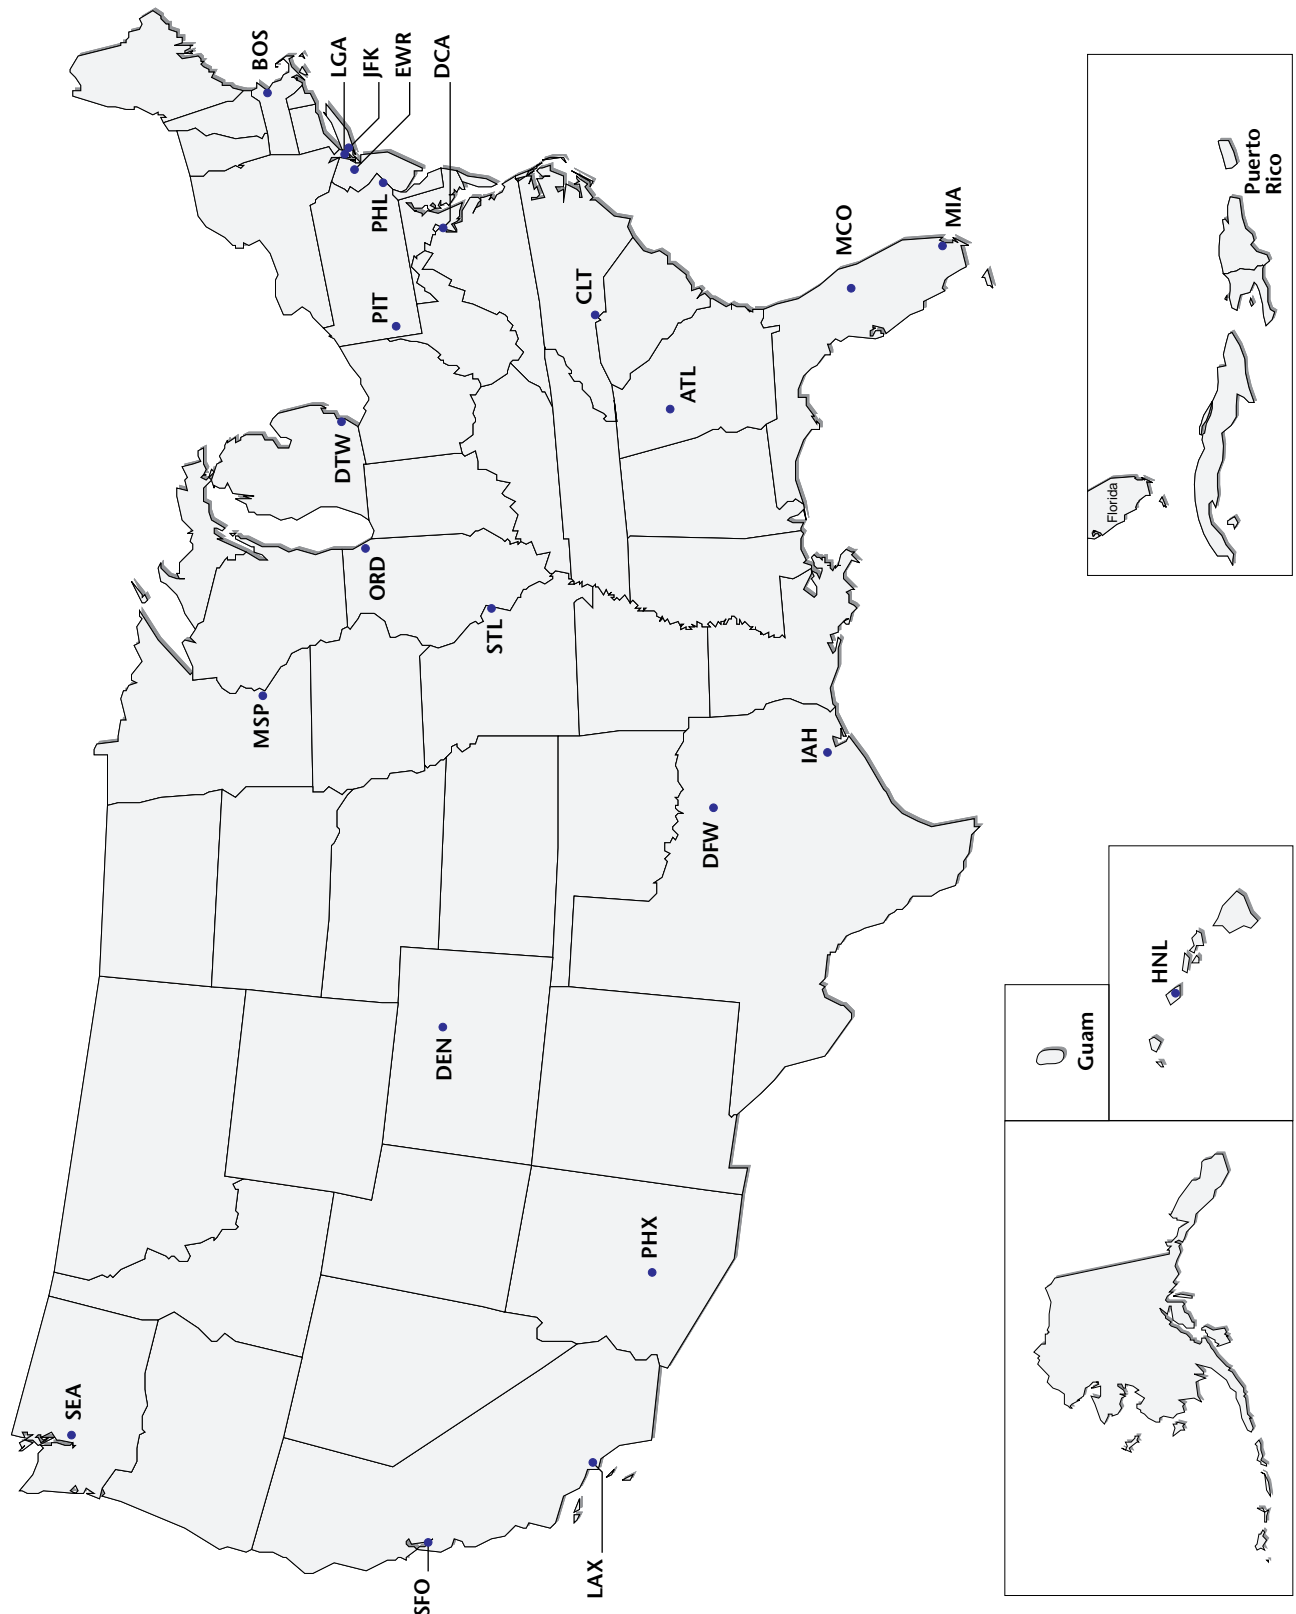 SEA
SFO
LAX
PHX
DEN
MSP
DFW
IAH
STL
ORD
DTW
ATL
CLT
PIT
PHL
MCO
MIA
BOS
LGA
JFK
EWR
DCA
Guam
HNL
Florida
Puerto
Rico